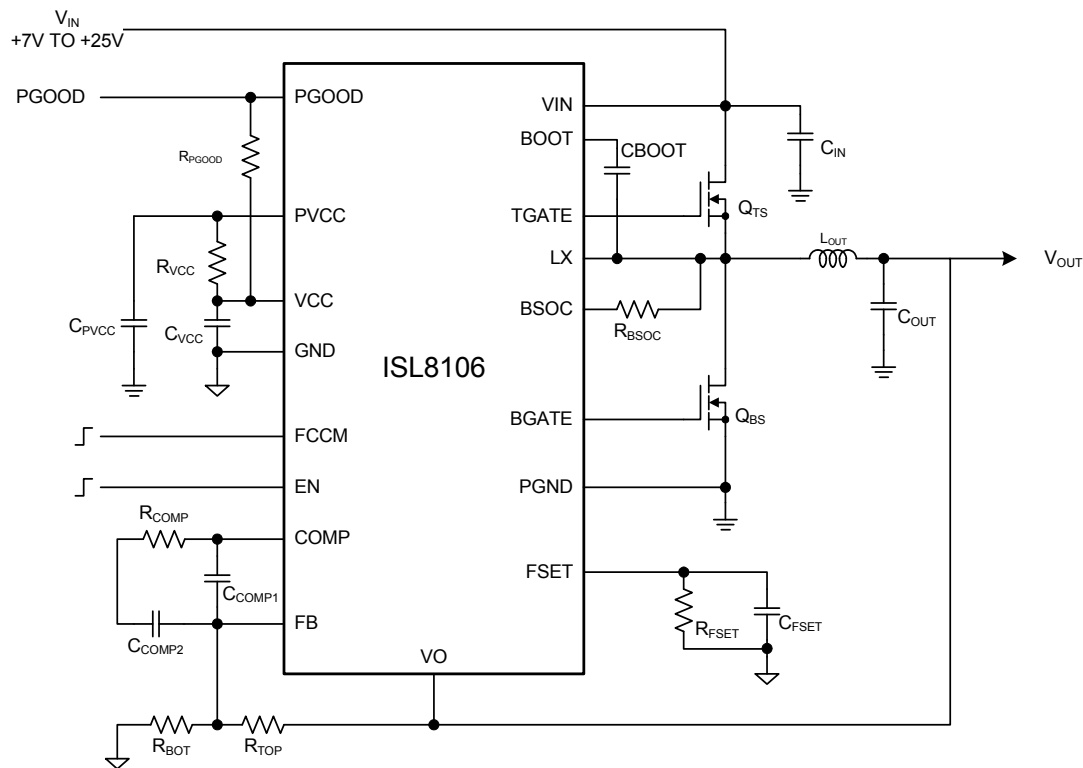 VIN
+7V TO +25V
PGOOD
PGOOD
RPGOOD
PVCC
RVCC
VCC
CPVCC
CVCC
GND
FCCM
EN
RCOMP
COMP
CCOMP1
CCOMP2
FB
VO
RBOT
RTOP
ISL8106
VIN
BOOT
CBOOT
CIN
TGATE
QTS
LX
LOUT
VOUT
BSOC
RBSOC
COUT
BGATE
QBS
PGND
FSET
RFSET
CFSET